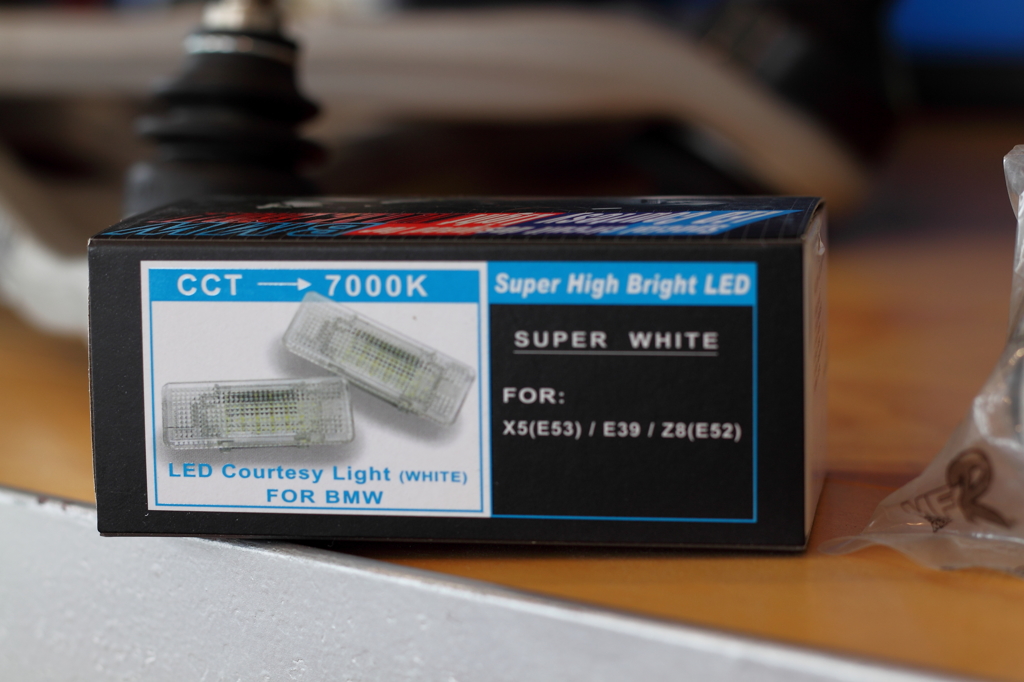 CCT → 7000K
Super High Bright LED
SUPER WHITE
FOR:
X5(E53) / E39 / Z8(E52)
LED Courtesy Light (WHITE)
FOR BMW